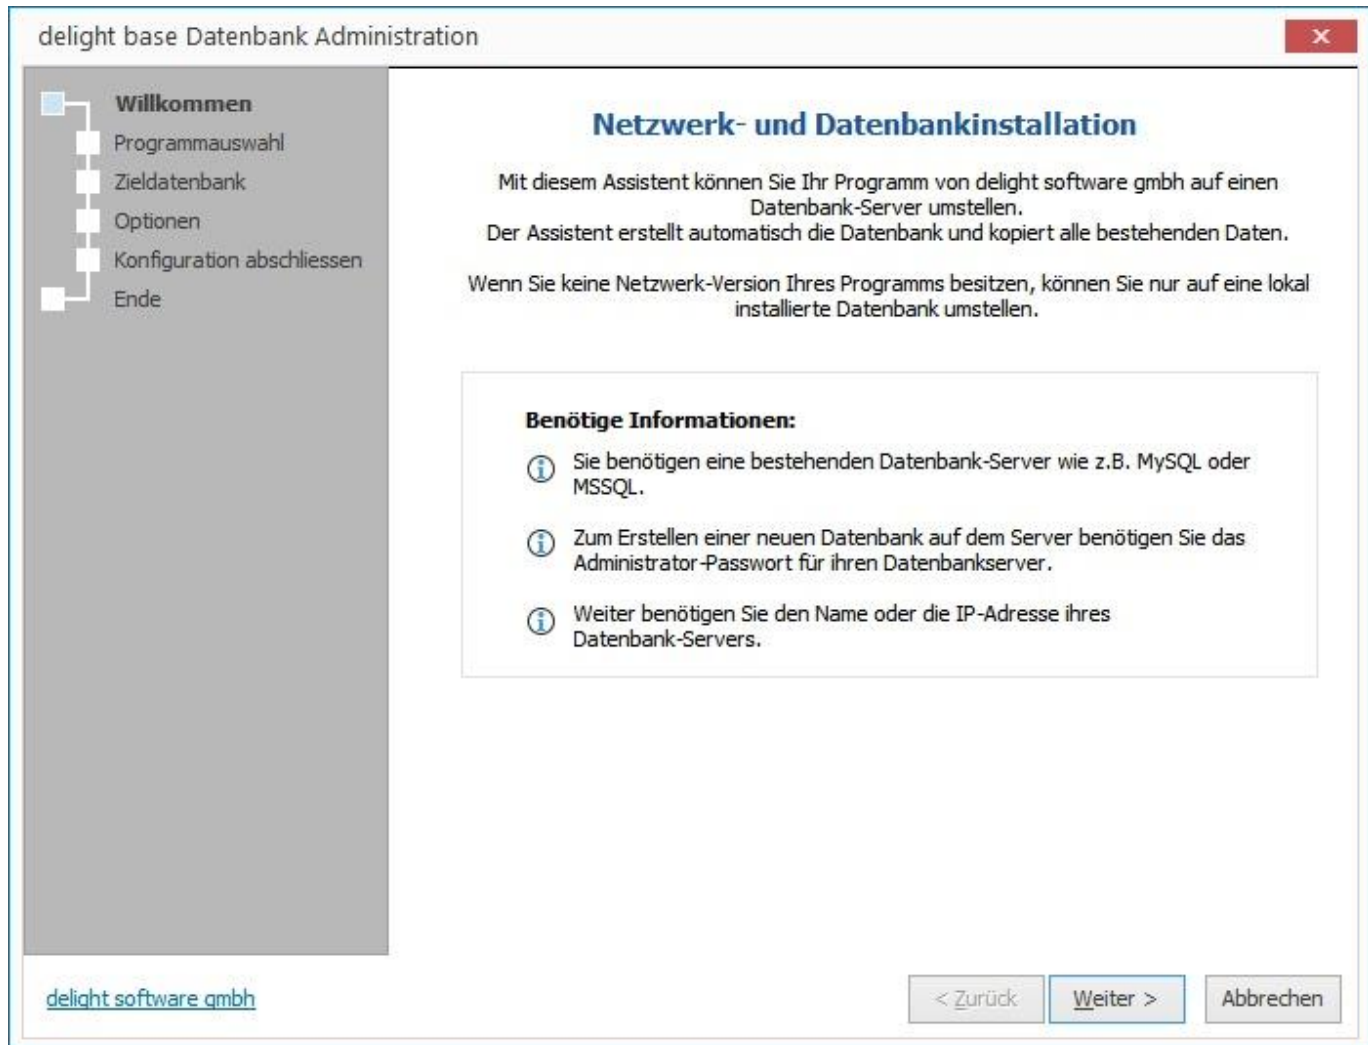 delight base Datenbank Administration
x
Willkommen
Programmauswahl
Zieldatenbank
Optionen
Konfiguration abschliessen
Ende
Netzwerk- und Datenbankinstallation
Mit diesem Assistent können Sie Ihr Programm von delight software gmbh auf einen
Datenbank-Server umstellen.
Der Assistent erstellt automatisch die Datenbank und kopiert alle bestehenden Daten.
Wenn Sie keine Netzwerk-Version Ihres Programms besitzen, können Sie nur auf eine lokal
installierte Datenbank umstellen.
Benötige Informationen:
Sie benötigen eine bestehenden Datenbank-Server wie z.B. MySQL oder
MSSQL.
Zum Erstellen einer neuen Datenbank auf dem Server benötigen Sie das
Administrator-Passwort für ihren Datenbankserver.
Weiter benötigen Sie den Name oder die IP-Adresse ihres
Datenbank-Servers.
delight software gmbh
< Zurück
Weiter >
Abbrechen